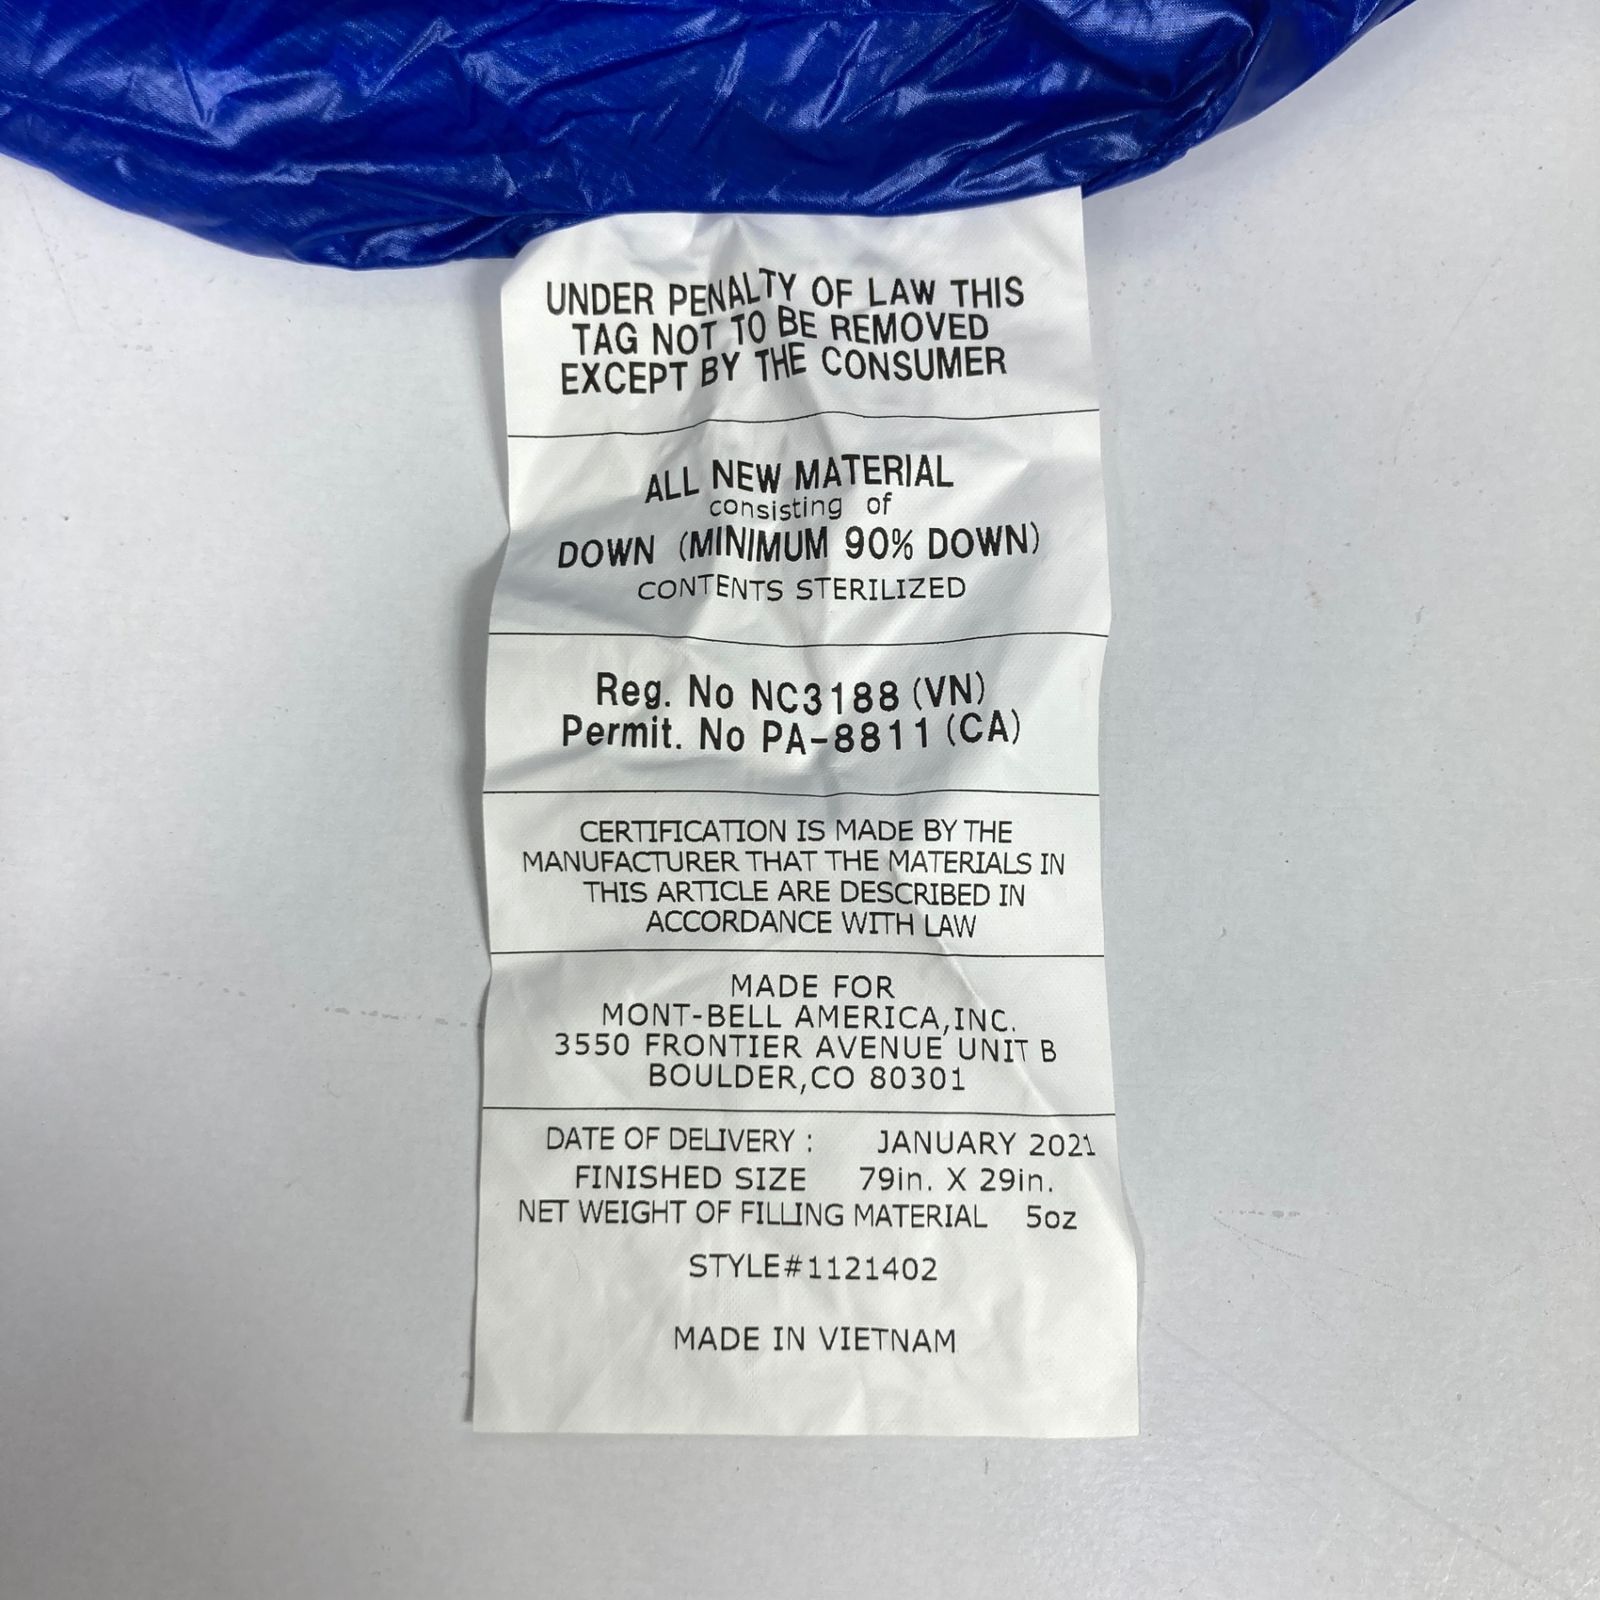 UNDER PENALTY OF LAW THIS
TAG NOT TO BE REMOVED
EXCEPT BY THE CONSUMER
ALL NEW MATERIAL
consisting of
DOWN (MINIMUM 90% DOWN)
CONTENTS STERILIZED
Reg. No NC3188 (VN)
Permit. No PA-8811 (CA)
CERTIFICATION IS MADE BY THE
MANUFACTURER THAT THE MATERIALS IN
THIS ARTICLE ARE DESCRIBED IN
ACCORDANCE WITH LAW
MADE FOR
MONT-BELL AMERICA,INC.
3550 FRONTIER AVENUE UNIT B
BOULDER,CO 80301
DATE OF DELIVERY : JANUARY 2021
FINISHED SIZE 79in. X 29in.
NET WEIGHT OF FILLING MATERIAL 5oz
STYLE#1121402
MADE IN VIETNAM